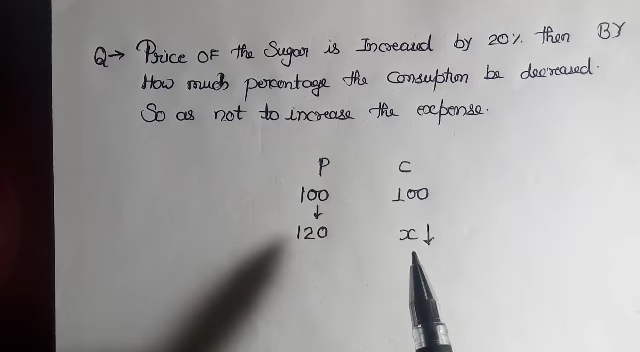 Q→ Price OF the Sugar is Increased by 20% then BY
How much percentage the Consuption be decreased.
So as not to increase the expense.
P C
100 100
↓
120 x↓